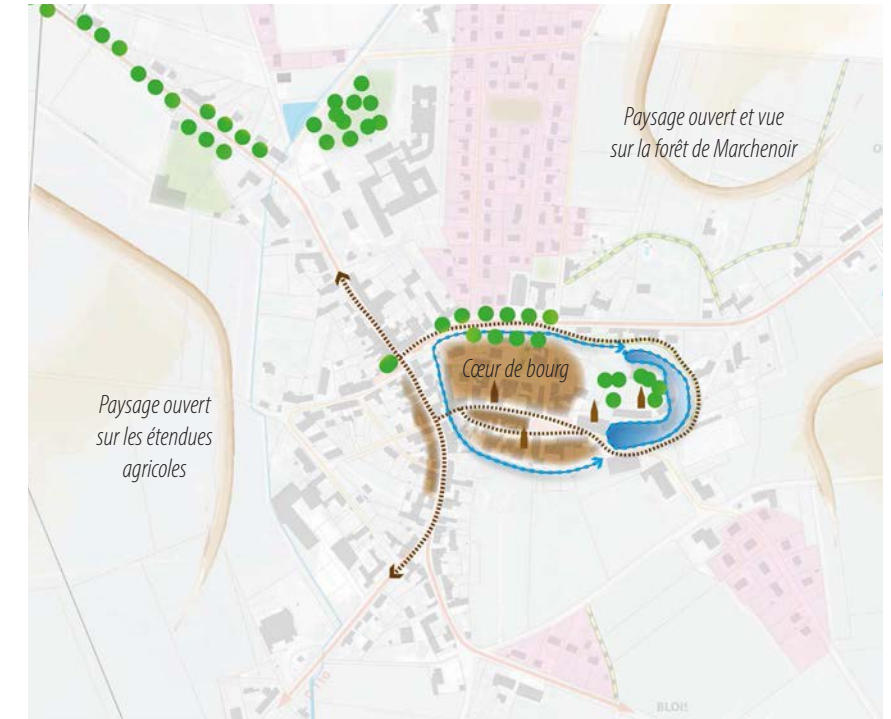 Paysage ouvert et vue
sur la forêt de Marchenoir
Cœur de bourg
Paysage ouvert
sur les étendues
agricoles
BLOIS